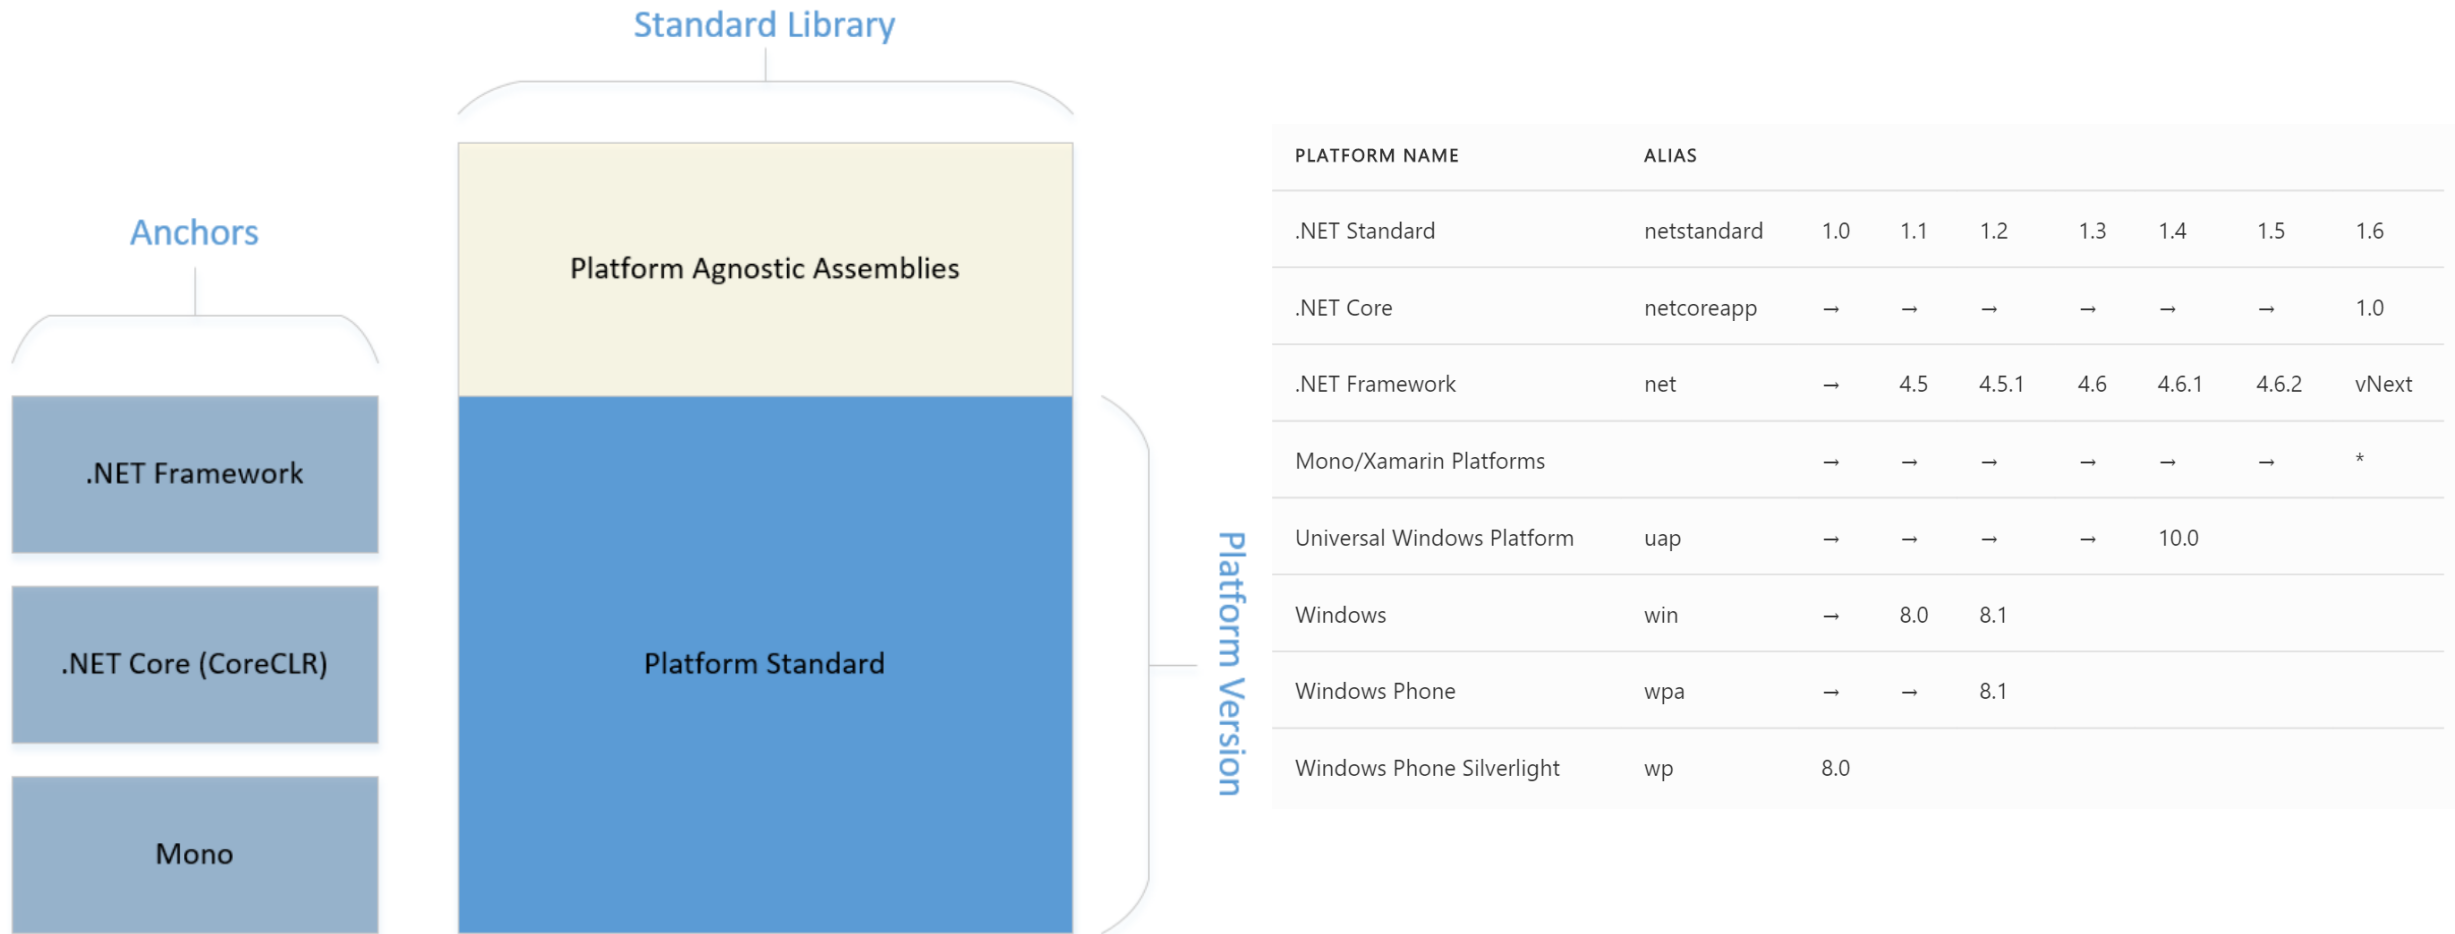 Standard Library
Platform Agnostic Assemblies
Anchors
.NET Framework
.NET Core (CoreCLR)
Mono
Platform Standard
Platform Version
PLATFORM NAME ALIAS
.NET Standard netstandard 1.0 1.1 1.2 1.3 1.4 1.5 1.6
.NET Core netcoreapp → → → → → → 1.0
.NET Framework net → 4.5 4.5.1 4.6 4.6.1 4.6.2 vNext
Mono/Xamarin Platforms → → → → → → *
Universal Windows Platform uap → → → → 10.0
Windows win → 8.0 8.1
Windows Phone wpa → → 8.1
Windows Phone Silverlight wp 8.0